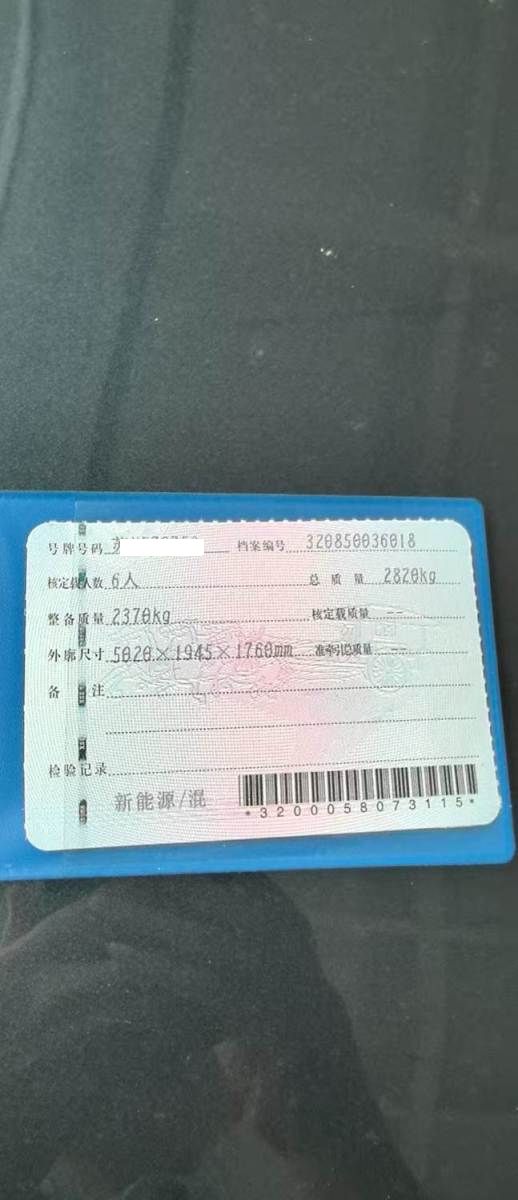 号牌号码 档案编号 320850036018
核定载人数 6人 总质量 2820kg
整备质量 2370kg 核定载质量 --
外廓尺寸 5020×1945×1760mm 准牵引总质量 --
备注
检验记录
新能源/混
*3200058073115*